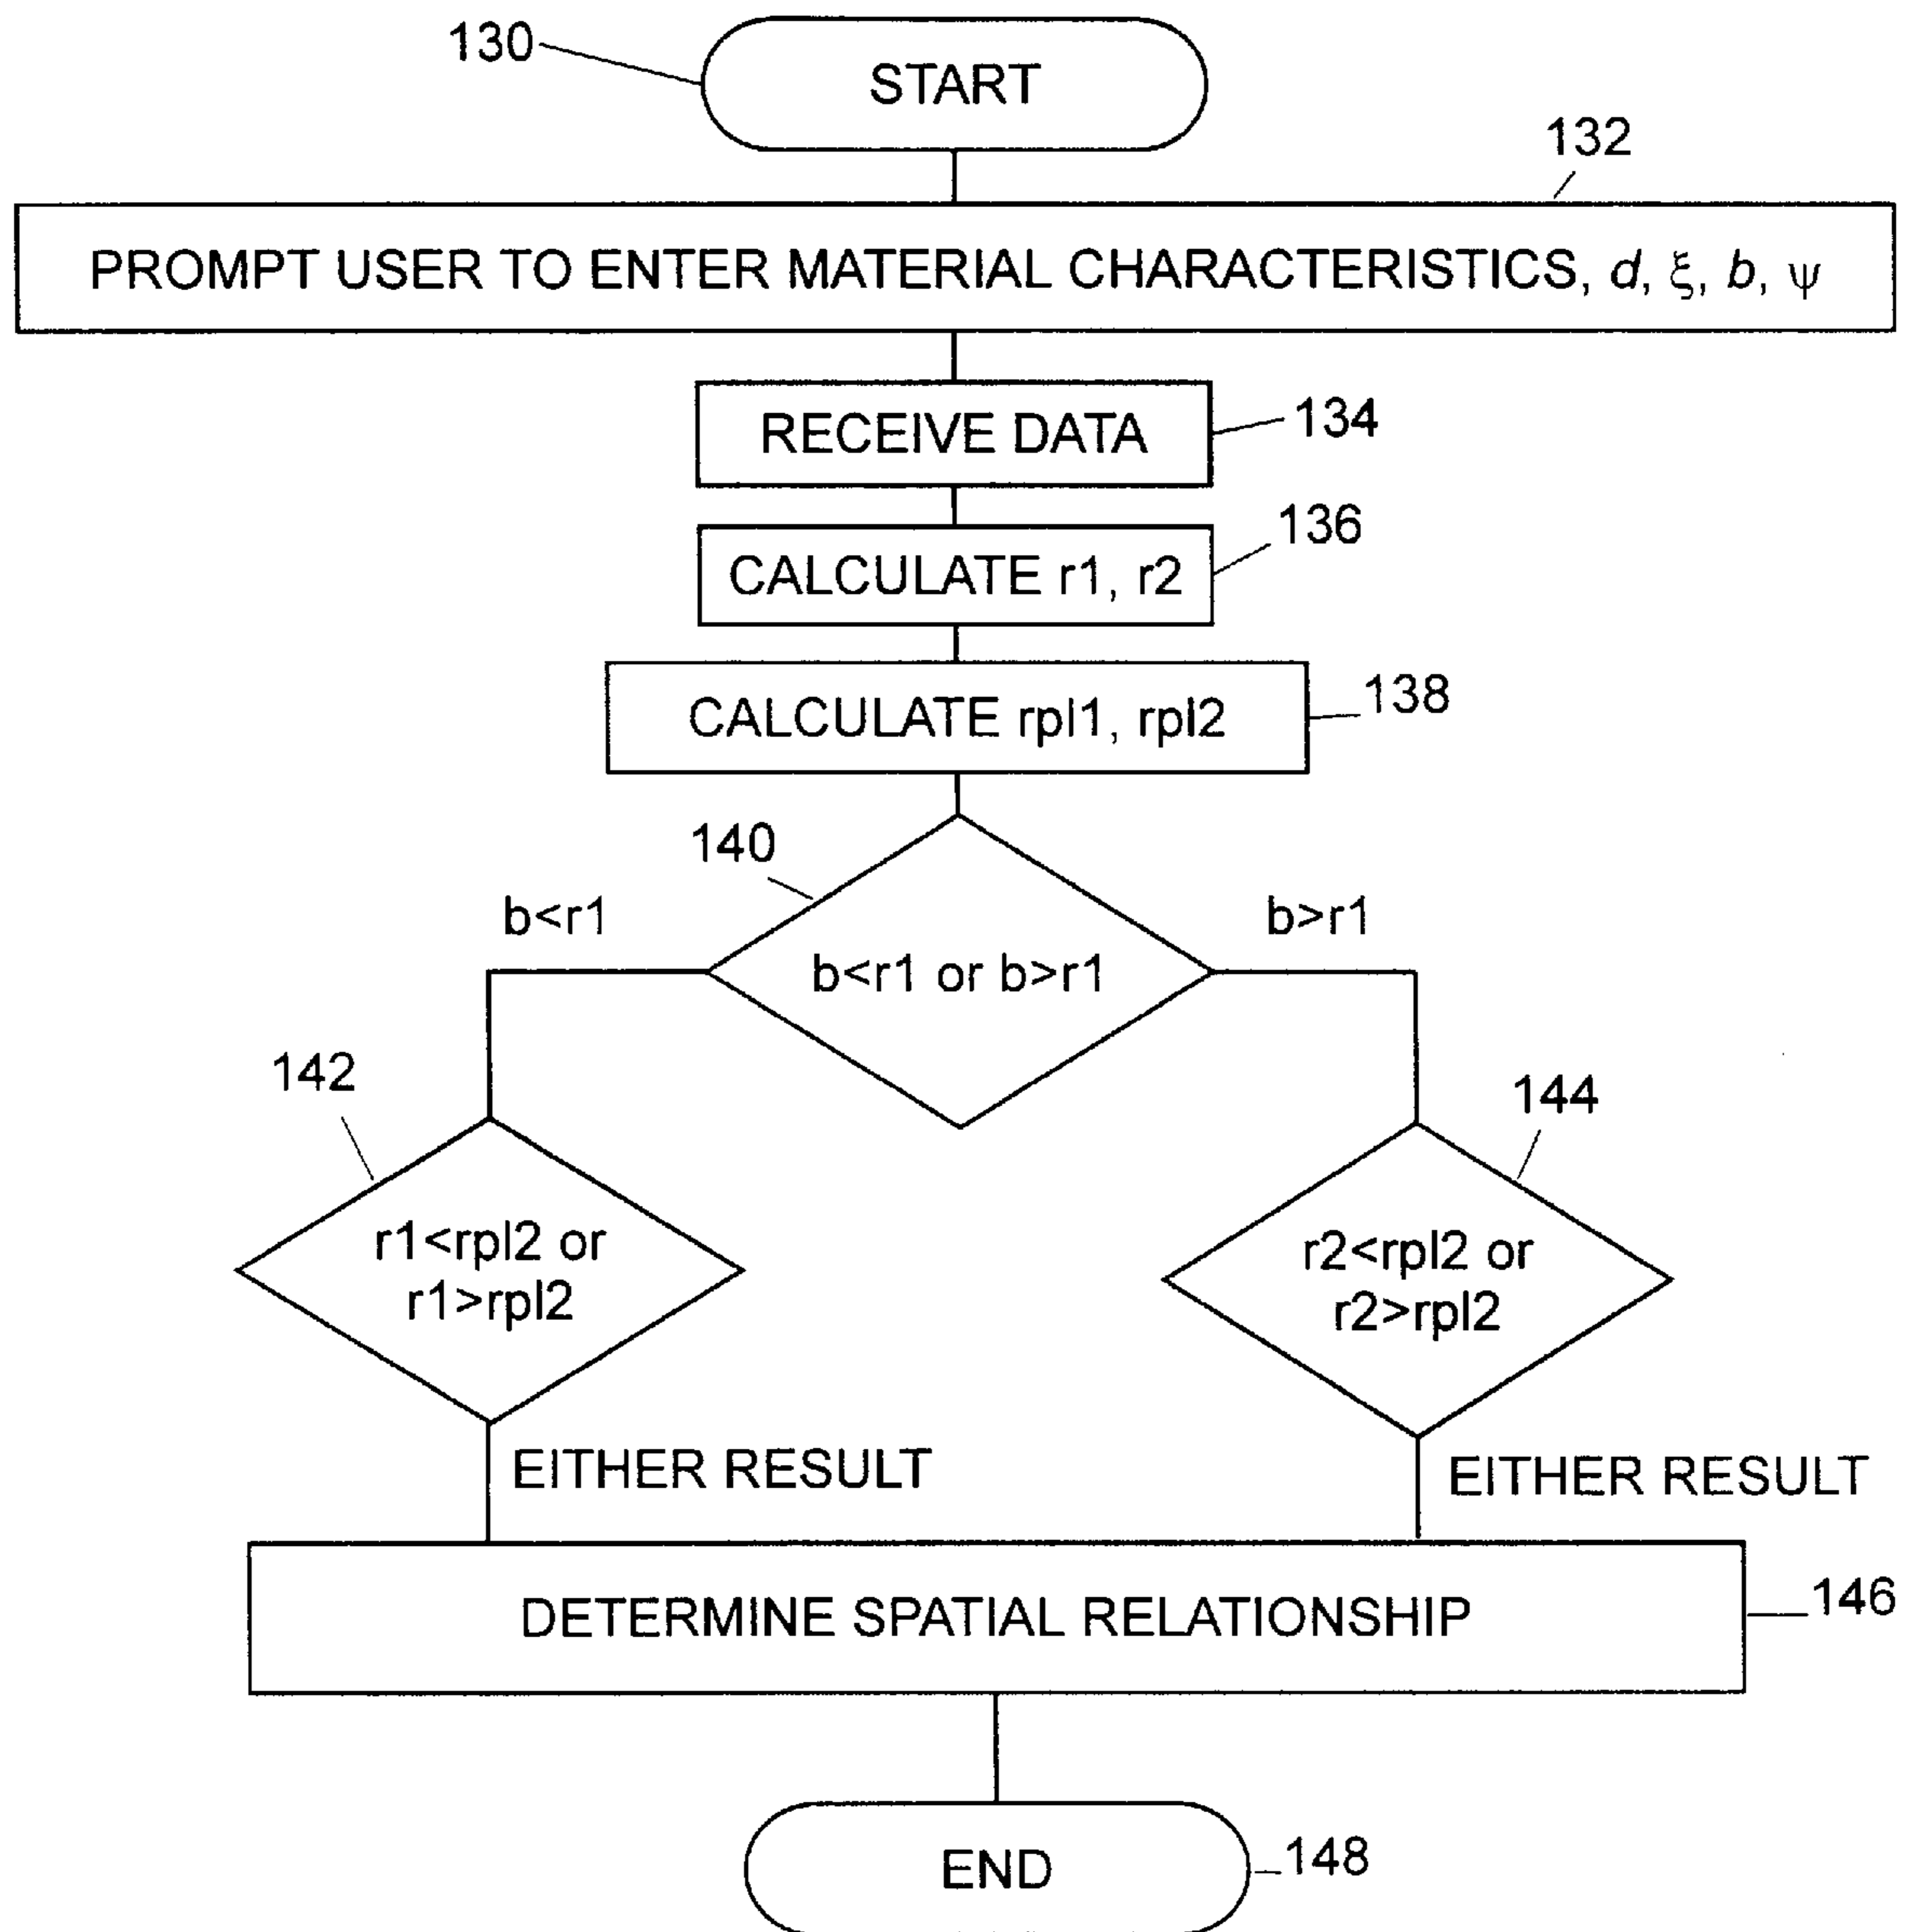 130
START
132
PROMPT USER TO ENTER MATERIAL CHARACTERISTICS, d, ξ, b, ψ
RECEIVE DATA
134
136
CALCULATE r1, r2
CALCULATE rpl1, rpl2
138
140
b<r1
b>r1
b<r1 or b>r1
142
144
r1<rpl2 or
r1>rpl2
r2<rpl2 or
r2>rpl2
EITHER RESULT
EITHER RESULT
DETERMINE SPATIAL RELATIONSHIP
146
END
148